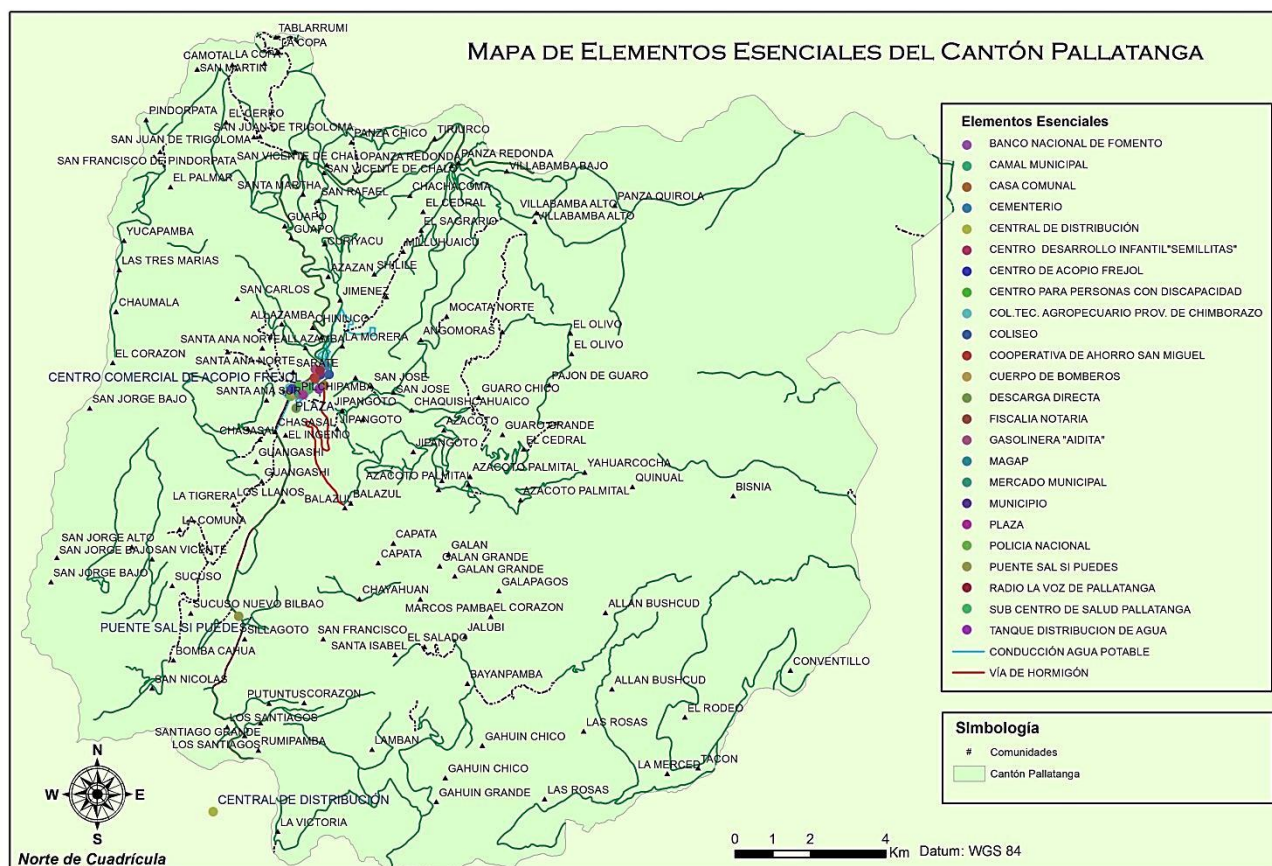 MAPA DE ELEMENTOS ESENCIALES DEL CANTÓN PALLATANGA
TABLARRUMI
LA COPA
CAMOTAL
LA COPA
SAN MARTIN
PINDORPATA
EL CERRO
SAN JUAN DE TRIGOLOMA
SAN JUAN DE TRIGOLOMA
PANZA CHICO
TIRIURCO
SAN FRANCISCO DE PINDORPATA
SAN VICENTE DE CHALO
PANZA REDONDA
PANZA REDONDA
SAN VICENTE DE CHALO
VILLABAMBA BAJO
EL PALMAR
SANTA MARTHA
SAN RAFAEL
CHACHACOMA
PANZA QUIROLA
EL CEDRAL
VILLABAMBA ALTO
VILLABAMBA ALTO
GUAPO
EL SAGRARIO
YUCAPAMBA
GUAPO
CURIYACU
MILLUHUAICU
LAS TRES MARIAS
AZAZAN
SHILILE
CHAUMALA
SAN CARLOS
JIMENEZ
MOCATA NORTE
ALLAZAMBA
CHINIUCO
SANTA ANA NORTE
ALLAZAMBA
LA MORERA
ANGOMORAS
EL OLIVO
EL CORAZON
SANTA ANA NORTE
SARATE
EL OLIVO
CENTRO COMERCIAL DE ACOPIO FREJOL
SAN JOSE
PAJON DE GUARO
SANTA ANA SUR
PILCHIPAMBA
SAN JOSE
GUARO CHICO
SAN JORGE BAJO
PLAZA
JIPANGOTO
CHAQUISHCAHUAICO
CHASASAL
CHASASAL
JIPANGOTO
AZACOTO
GUARO GRANDE
EL INGENIO
EL CEDRAL
GUANGASHI
JIPANGOTO
GUANGASHI
AZACOTO PALMITAL
AZACOTO PALMITAL
YAHUARCOCHA
LA TIGRERA
LOS LLANOS
BALAZUL
BALAZUL
AZACOTO PALMITAL
QUINUAL
BISNIA
LA COMUNA
SAN JORGE ALTO
SAN JORGE BAJO
SAN VICENTE
CAPATA
GALAN
CAPATA
GALAN GRANDE
GALAN GRANDE
SAN JORGE BAJO
SUCUSO
CHAYAHUAN
GALAPAGOS
SUCUSO NUEVO BILBAO
MARCOS PAMBA
EL CORAZON
ALLAN BUSHCUD
PUENTE SAL SI PUEDES
SILLAGOTO
SAN FRANCISCO
EL SALADO
JALUBI
BOMBA CAHUA
SANTA ISABEL
SAN NICOLAS
BAYANPAMBA
CONVENTILLO
PUTUNTUS
CORAZON
ALLAN BUSHCUD
LOS SANTIAGOS
LAS ROSAS
EL RODEO
SANTIAGO GRANDE
LOS SANTIAGOS
RUMIPAMBA
LAMBAN
GAHUIN CHICO
LA MERCED
TACON
GAHUIN CHICO
CENTRAL DE DISTRIBUCIÓN
GAHUIN GRANDE
LAS ROSAS
LA VICTORIA
N
W
E
S
Norte de Cuadrícula
0 2 4
Km
Datum: WGS 84
Elementos Esenciales
BANCO NACIONAL DE FOMENTO
CAMAL MUNICIPAL
CASA COMUNAL
CEMENTERIO
CENTRAL DE DISTRIBUCIÓN
CENTRO DESARROLLO INFANTIL"SEMILLITAS"
CENTRO DE ACOPIO FREJOL
CENTRO PARA PERSONAS CON DISCAPACIDAD
COL.TEC. AGROPECUARIO PROV. DE CHIMBORAZO
COLISEO
COOPERATIVA DE AHORRO SAN MIGUEL
CUERPO DE BOMBEROS
DESCARGA DIRECTA
FISCALIA NOTARIA
GASOLINERA "AIDITA"
MAGAP
MERCADO MUNICIPAL
MUNICIPIO
PLAZA
POLICIA NACIONAL
PUENTE SAL SI PUEDES
RADIO LA VOZ DE PALLATANGA
SUB CENTRO DE SALUD PALLATANGA
TANQUE DISTRIBUCION DE AGUA
CONDUCCIÓN AGUA POTABLE
VÍA DE HORMIGÓN
SImbología
# Comunidades
Cantón Pallatanga